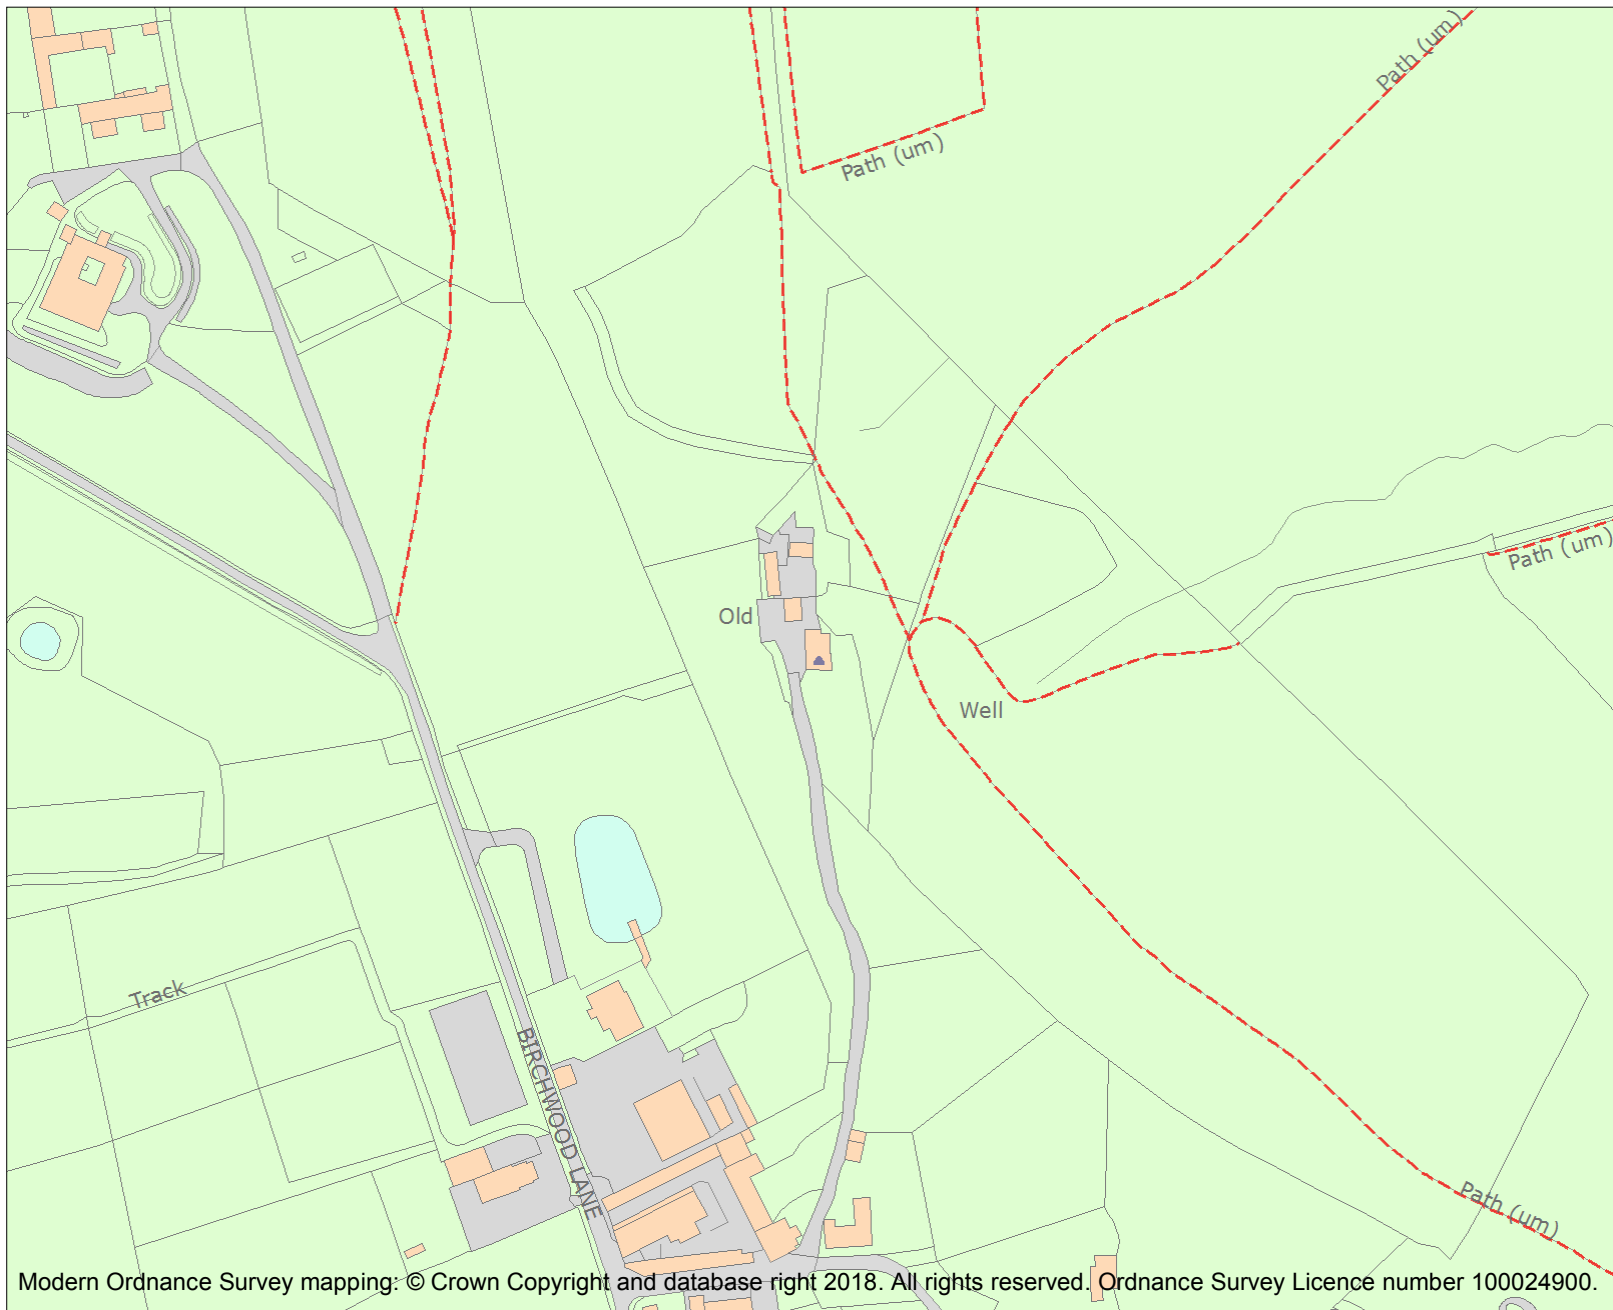 Path (um)
Path (um)
Path (um)
Old
Well
Track
BIRCHWOOD LANE
Path (um)
Modern Ordnance Survey mapping: © Crown Copyright and database right 2018. All rights reserved. Ordnance Survey Licence number 100024900.